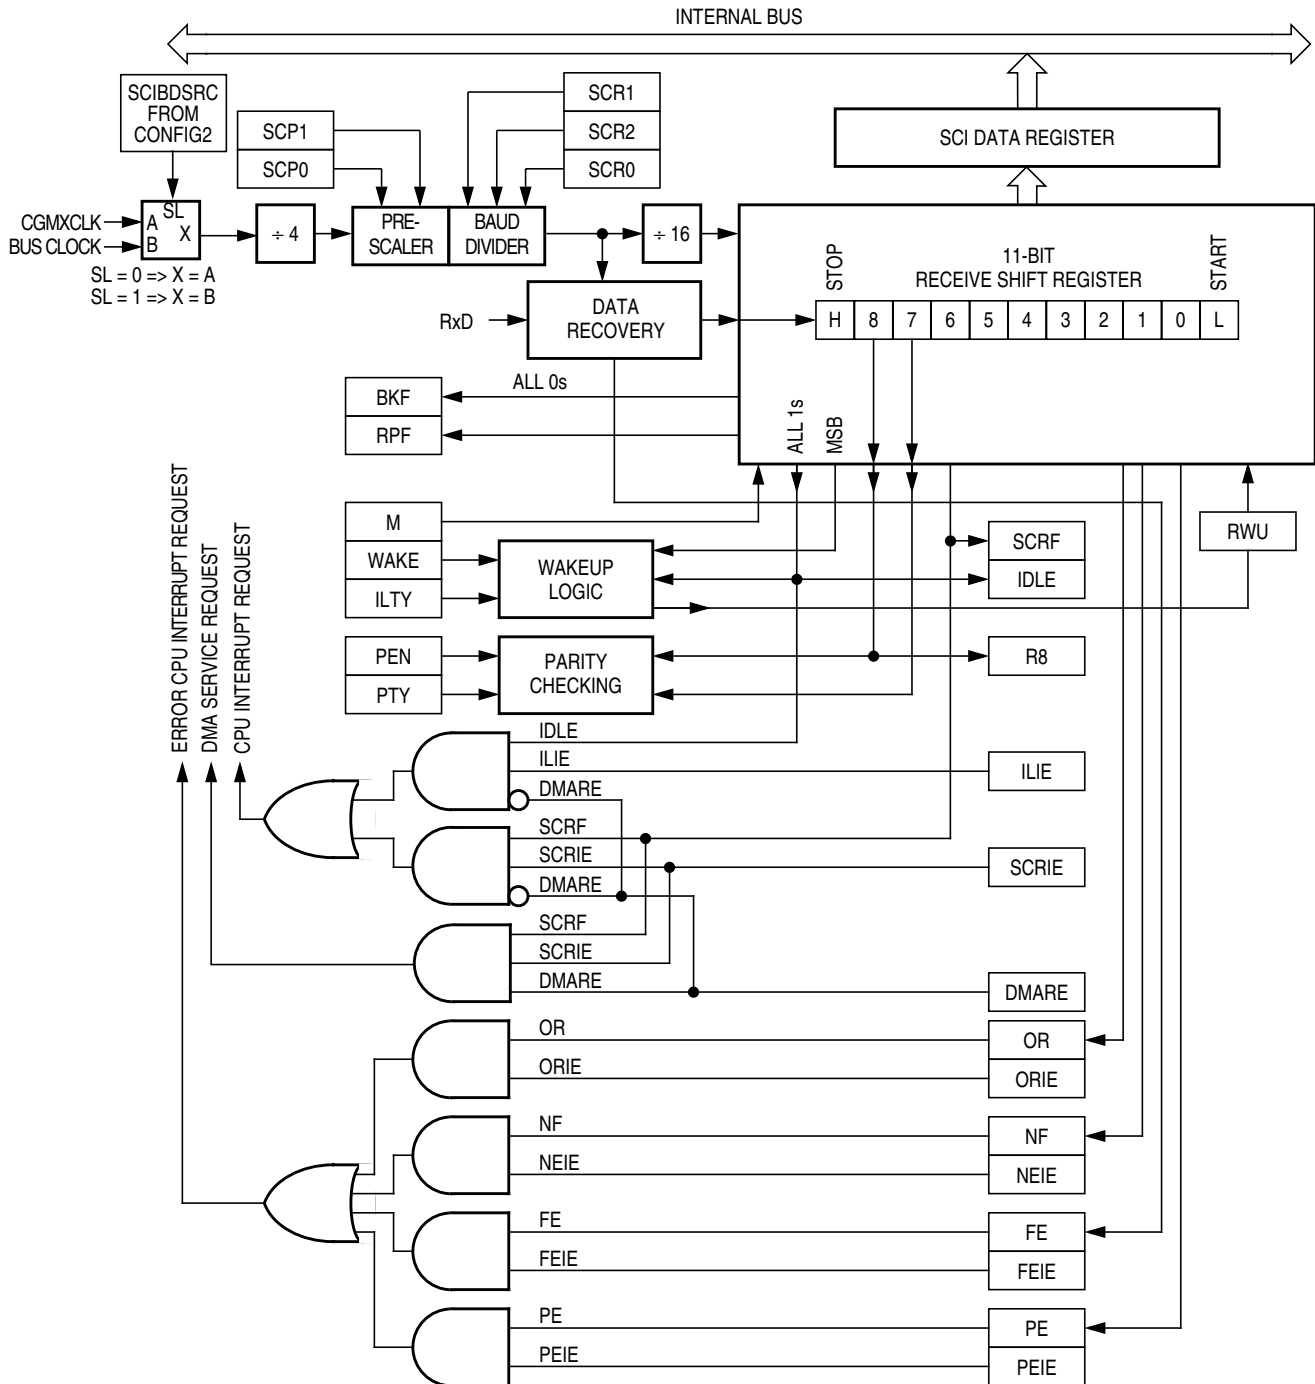 INTERNAL BUS
SCIBDSRC
FROM
CONFIG2
SCP1
SCP0
SCR1
SCR2
SCR0
SCI DATA REGISTER
CGMXCLK
BUS CLOCK
A
B
SL
X
SL = 0 => X = A
SL = 1 => X = B
÷ 4
PRE-
SCALER
BAUD
DIVIDER
÷ 16
RxD
DATA
RECOVERY
STOP
11-BIT
RECEIVE SHIFT REGISTER
START
H 8 7 6 5 4 3 2 1 0 L
ALL 0s
BKF
RPF
ALL 1s
MSB
M
WAKE
ILTY
WAKEUP
LOGIC
SCRF
IDLE
RWU
PEN
PTY
PARITY
CHECKING
R8
ERROR CPU INTERRUPT REQUEST
DMA SERVICE REQUEST
CPU INTERRUPT REQUEST
IDLE
ILIE
ILIE
DMARE
SCRF
SCRIE
SCRIE
DMARE
SCRF
SCRIE
DMARE
DMARE
OR
OR
ORIE
ORIE
NF
NF
NEIE
NEIE
FE
FE
FEIE
FEIE
PE
PE
PEIE
PEIE